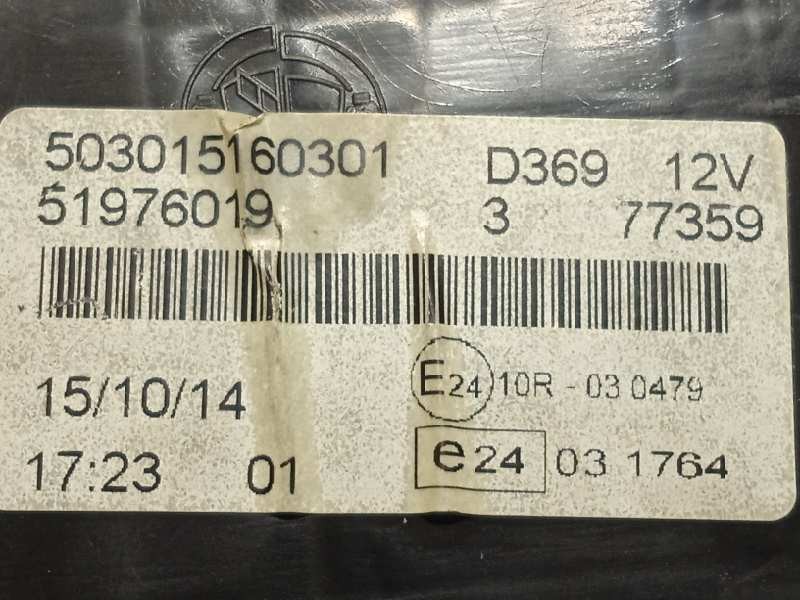 503015160301 D369 12V
51976019 3 77359
15/10/14 E24 10R - 03 0479
17:23 01 e24 03 1764